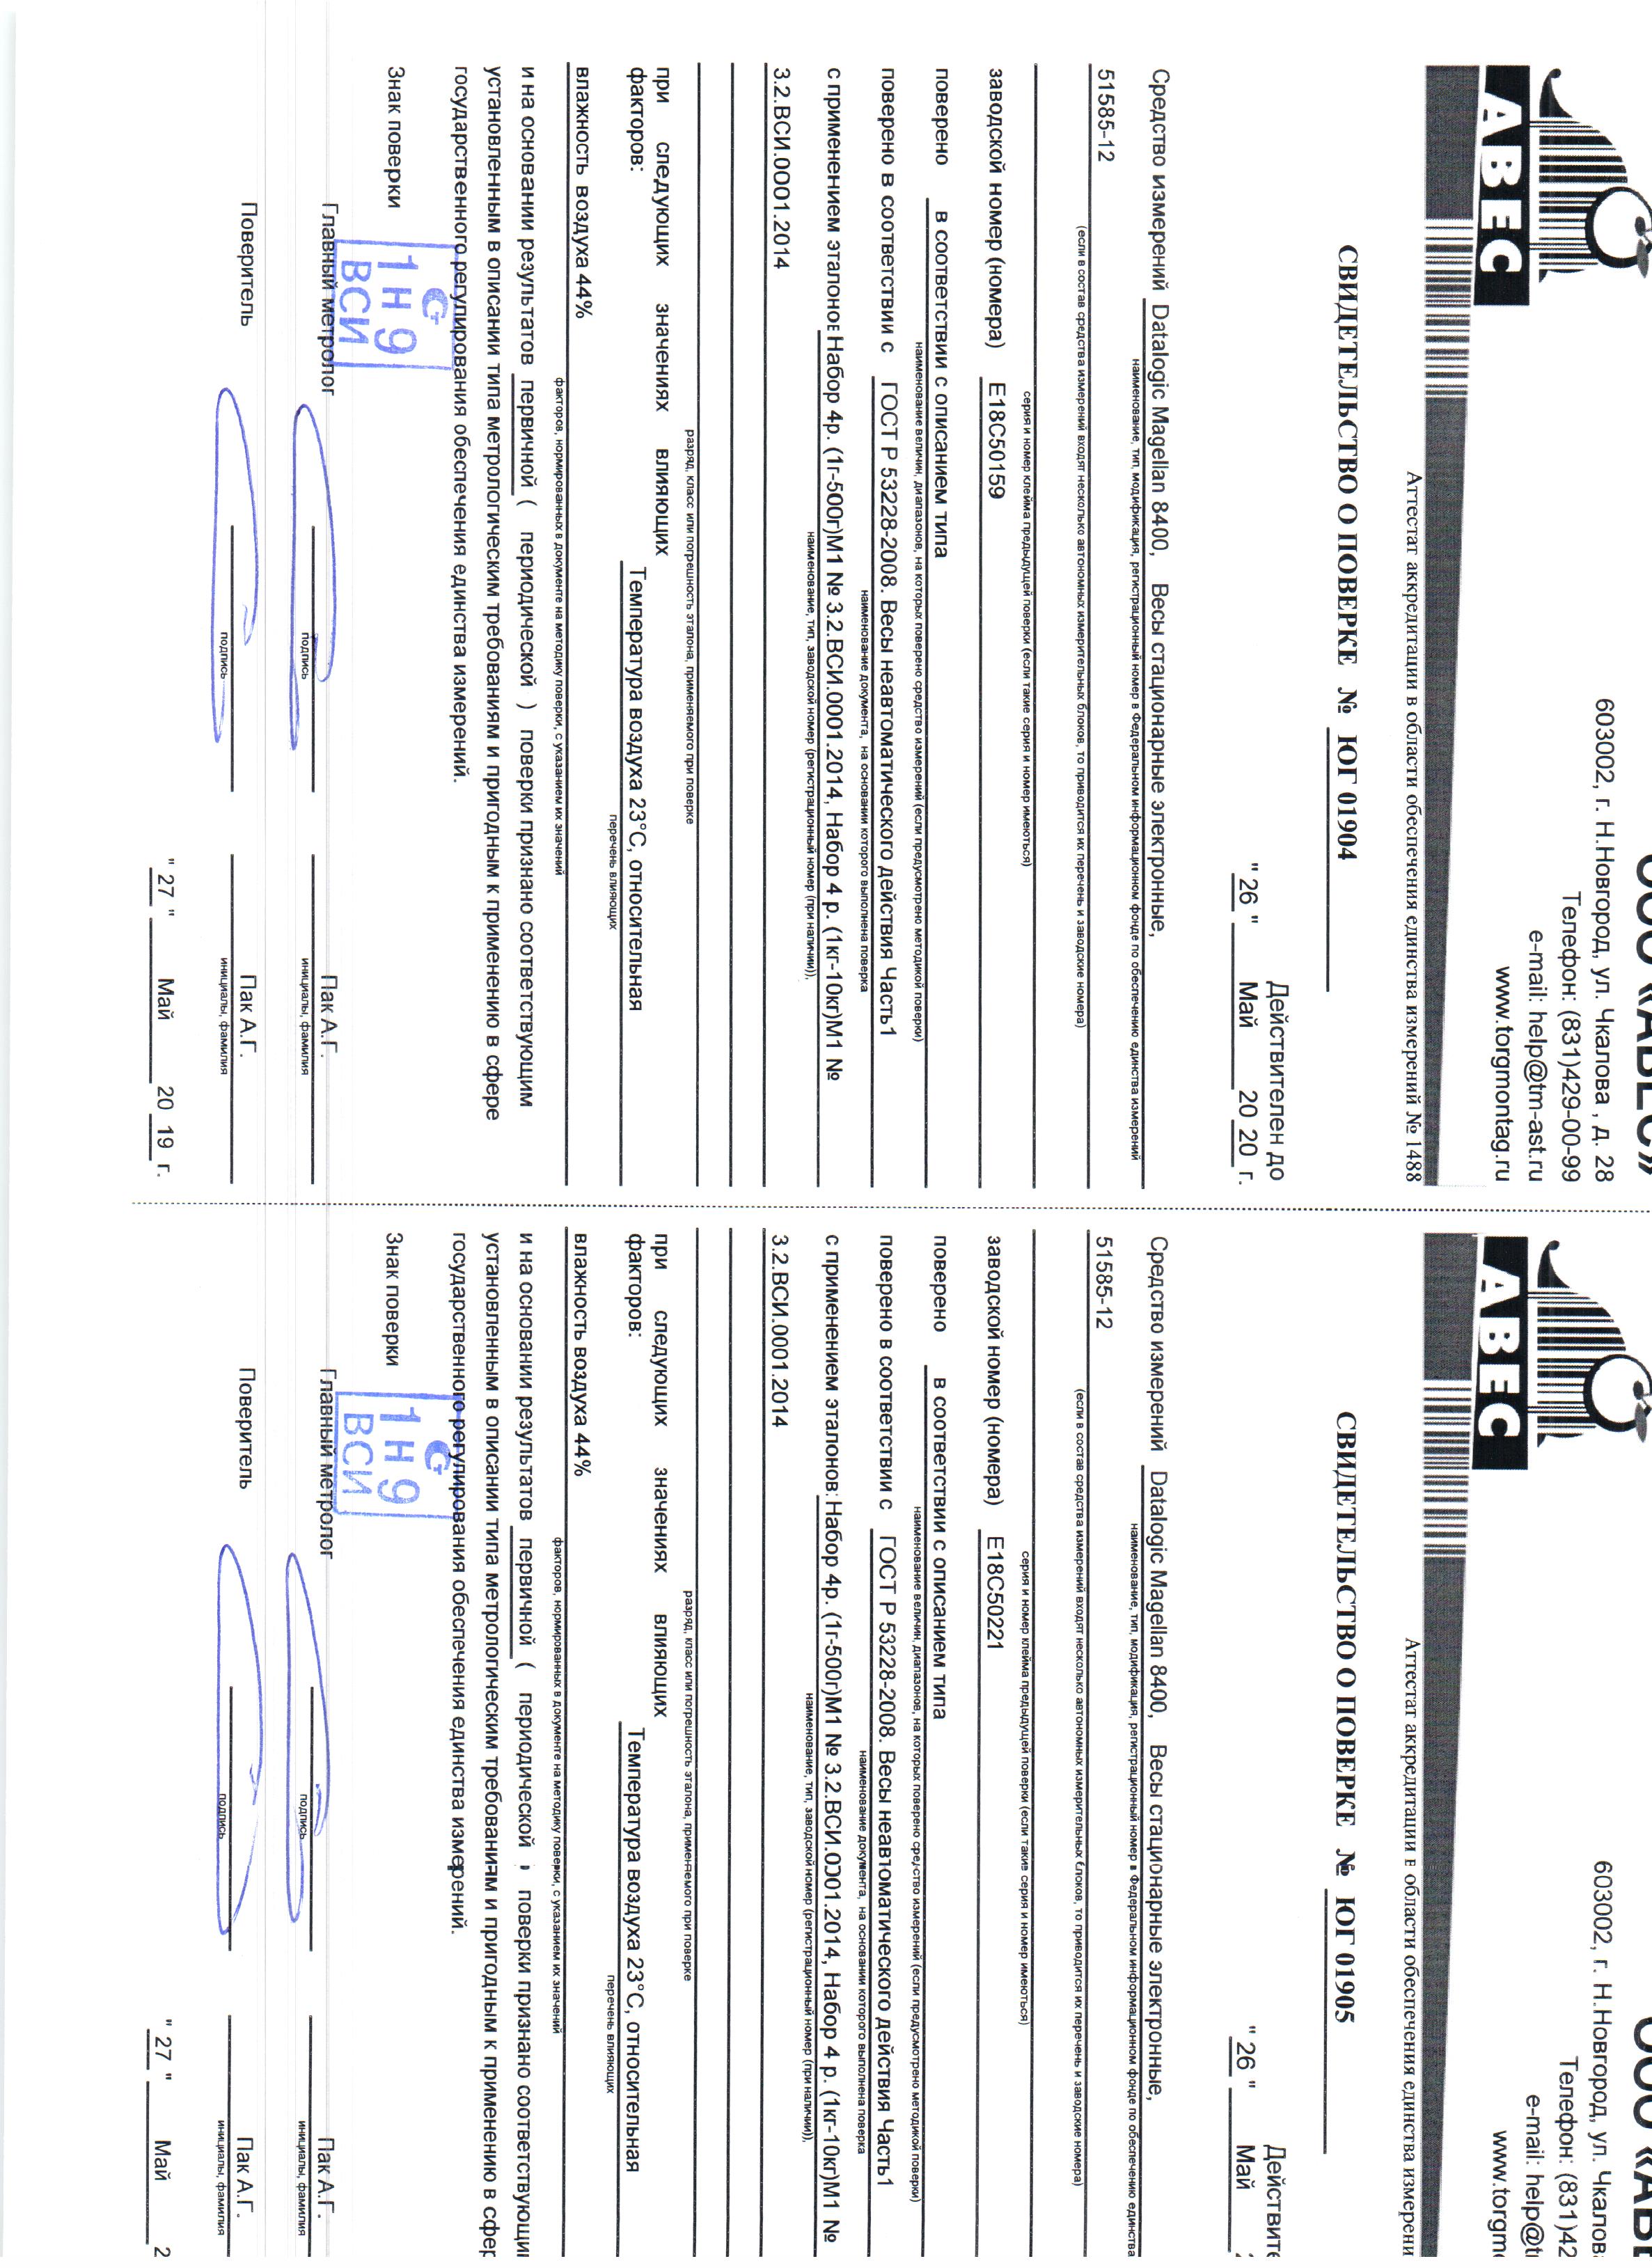 ООО «АВЕС»
АВЕС
603002, г. Н.Новгород, ул. Чкалова , д. 28
Телефон: (831)429-00-99
e-mail: help@tm-ast.ru
www.torgmontag.ru
Аттестат аккредитации в области обеспечения единства измерений № 1488
СВИДЕТЕЛЬСТВО О ПОВЕРКЕ № ЮГ 01904
Действителен до
" 26 " Май 20 20 г.
Средство измерений Datalogic Magellan 8400, Весы стационарные электронные,
наименование, тип, модификация, регистрационный номер в Федеральном информационном фонде по обеспечению единства измерений
51585-12
(если в состав средства измерений входят несколько автономных измерительных блоков, то приводится их перечень и заводские номера)
серия и номер клейма предыдущей поверки (если такие серия и номер имеються)
заводской номер (номера) E18C50159
поверено в соответствии с описанием типа
наименование величин, диапазонов, на которых поверено средство измерений (если предусмотрено методикой поверки)
поверено в соответствии с ГОСТ Р 53228-2008. Весы неавтоматического действия Часть1
наименование документа, на основании которого выполнена поверка
с применением эталоно Набор 4р. (1г-500г)М1 № 3.2.ВСИ.0001.2014, Набор 4 р. (1кг-10кг)М1 №
наименование, тип, заводской номер (регистрационный номер (при наличии)),
3.2.ВСИ.0001.2014
разряд, класс или погрешность эталона, применяемого при поверке
при следующих значениях влияющих
факторов: Температура воздуха 23°С, относительная
перечень влияющих
влажность воздуха 44%
факторов, нормированных в документе на методику поверки, с указанием их значений
и на основании результатов первичной ( периодической ) поверки признано соответствующим
установленным в описании типа метрологическим требованиям и пригодным к применению в сфере
государственного регулирования обеспечения единства измерений.
Знак поверки
1 Н 9
ВСИ
Главный метролог Пак А.Г.
подпись инициалы, фамилия
Поверитель Пак А.Г.
подпись инициалы, фамилия
" 27 " Май 20 19 г.
ООО «АВЕ
АВЕС
603002, г. Н.Новгород, ул. Чкалов
Телефон: (831)42
e-mail: help@t
www.torgm
Аттестат аккредитации в области обеспечения единства измерени
СВИДЕТЕЛЬСТВО О ПОВЕРКЕ № ЮГ 01905
Действите
" 26 " Май 2
Средство измерений Datalogic Magellan 8400, Весы стационарные электронные,
наименование, тип, модификация, регистрационный номер в Федеральном информационном фонде по обеспечению единства
51585-12
(если в состав средства измерений входят несколько автономных измерительных блоков, то приводится их перечень и заводские номера)
серия и номер клейма предыдущей поверки (если такие серия и номер имеються)
заводской номер (номера) E18C50221
поверено в соответствии с описанием типа
наименование величин, диапазонов, на которых поверено средство измерений (если предусмотрено методикой поверки)
поверено в соответствии с ГОСТ Р 53228-2008. Весы неавтоматического действия Часть1
наименование документа, на основании которого выполнена поверка
с применением эталонов: Набор 4р. (1г-500г)М1 № 3.2.ВСИ.0001.2014, Набор 4 р. (1кг-10кг)М1 №
наименование, тип, заводской номер (регистрационный номер (при наличии)),
3.2.ВСИ.0001.2014
разряд, класс или погрешность эталона, применяемого при поверке
при следующих значениях влияющих
факторов: Температура воздуха 23°С, относительная
перечень влияющих
влажность воздуха 44%
факторов, нормированных в документе на методику поверки, с указанием их значений
и на основании результатов первичной ( периодической ) поверки признано соответствующи
установленным в описании типа метрологическим требованиям и пригодным к применению в сфер
государственного регулирования обеспечения единства измерений.
Знак поверки
1 Н 9
ВСИ
Главный метролог Пак А.Г.
подпись инициалы, фамилия
Поверитель Пак А.Г.
подпись инициалы, фамилия
" 27 " Май 2